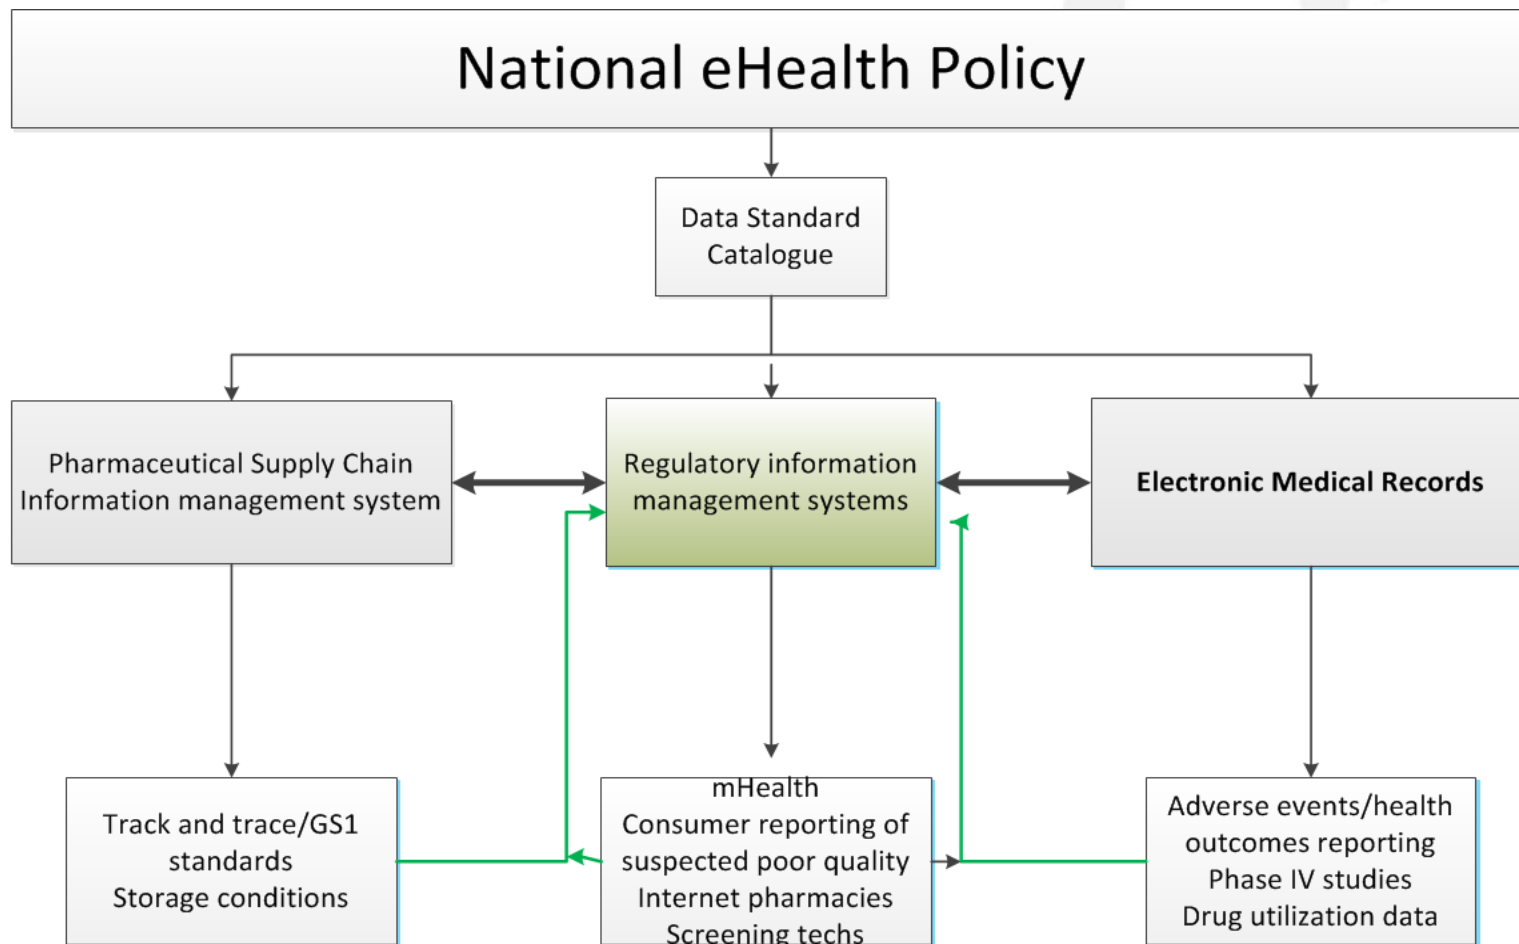 National eHealth Policy
Data Standard
Catalogue
Pharmaceutical Supply Chain
Information management system
Regulatory information
management systems
Electronic Medical Records
Track and trace/GS1
standards
Storage conditions
mHealth
Consumer reporting of
suspected poor quality
Internet pharmacies
Screening techs
Adverse events/health
outcomes reporting
Phase IV studies
Drug utilization data